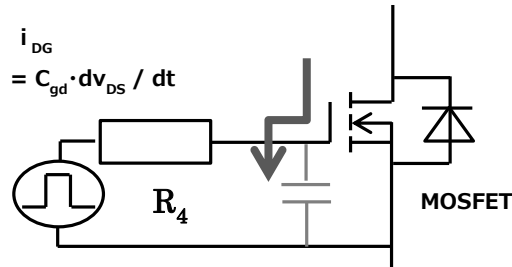 i DG
= Cgd·dvDS / dt
R4
MOSFET